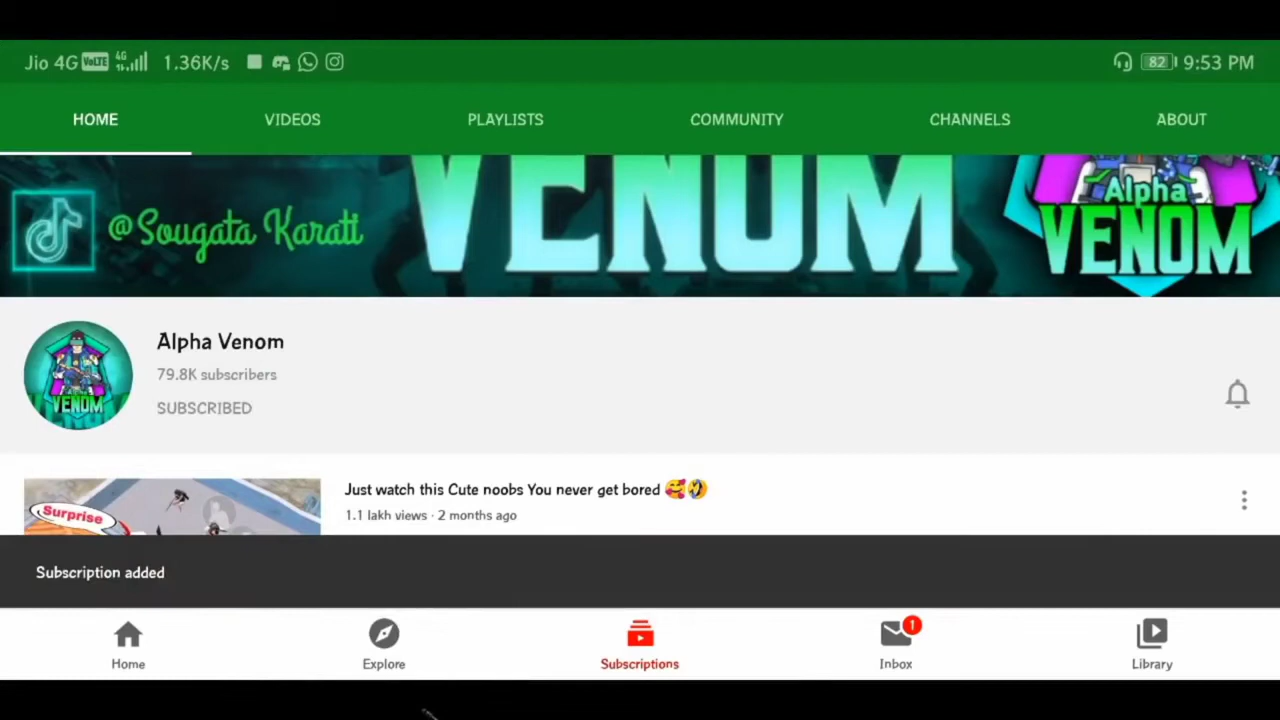 Jio 4G VoLTE 4G 1.36K/s 82 9:53 PM
HOME VIDEOS PLAYLISTS COMMUNITY CHANNELS ABOUT
@Sougata Karati
VENOM
Alpha
VENOM
VENOM
Alpha Venom
79.8K subscribers
SUBSCRIBED
Just watch this Cute noobs You never get bored 🥰🤣
1.1 lakh views · 2 months ago
Surprise
Subscription added
1
Home Explore Subscriptions Inbox Library